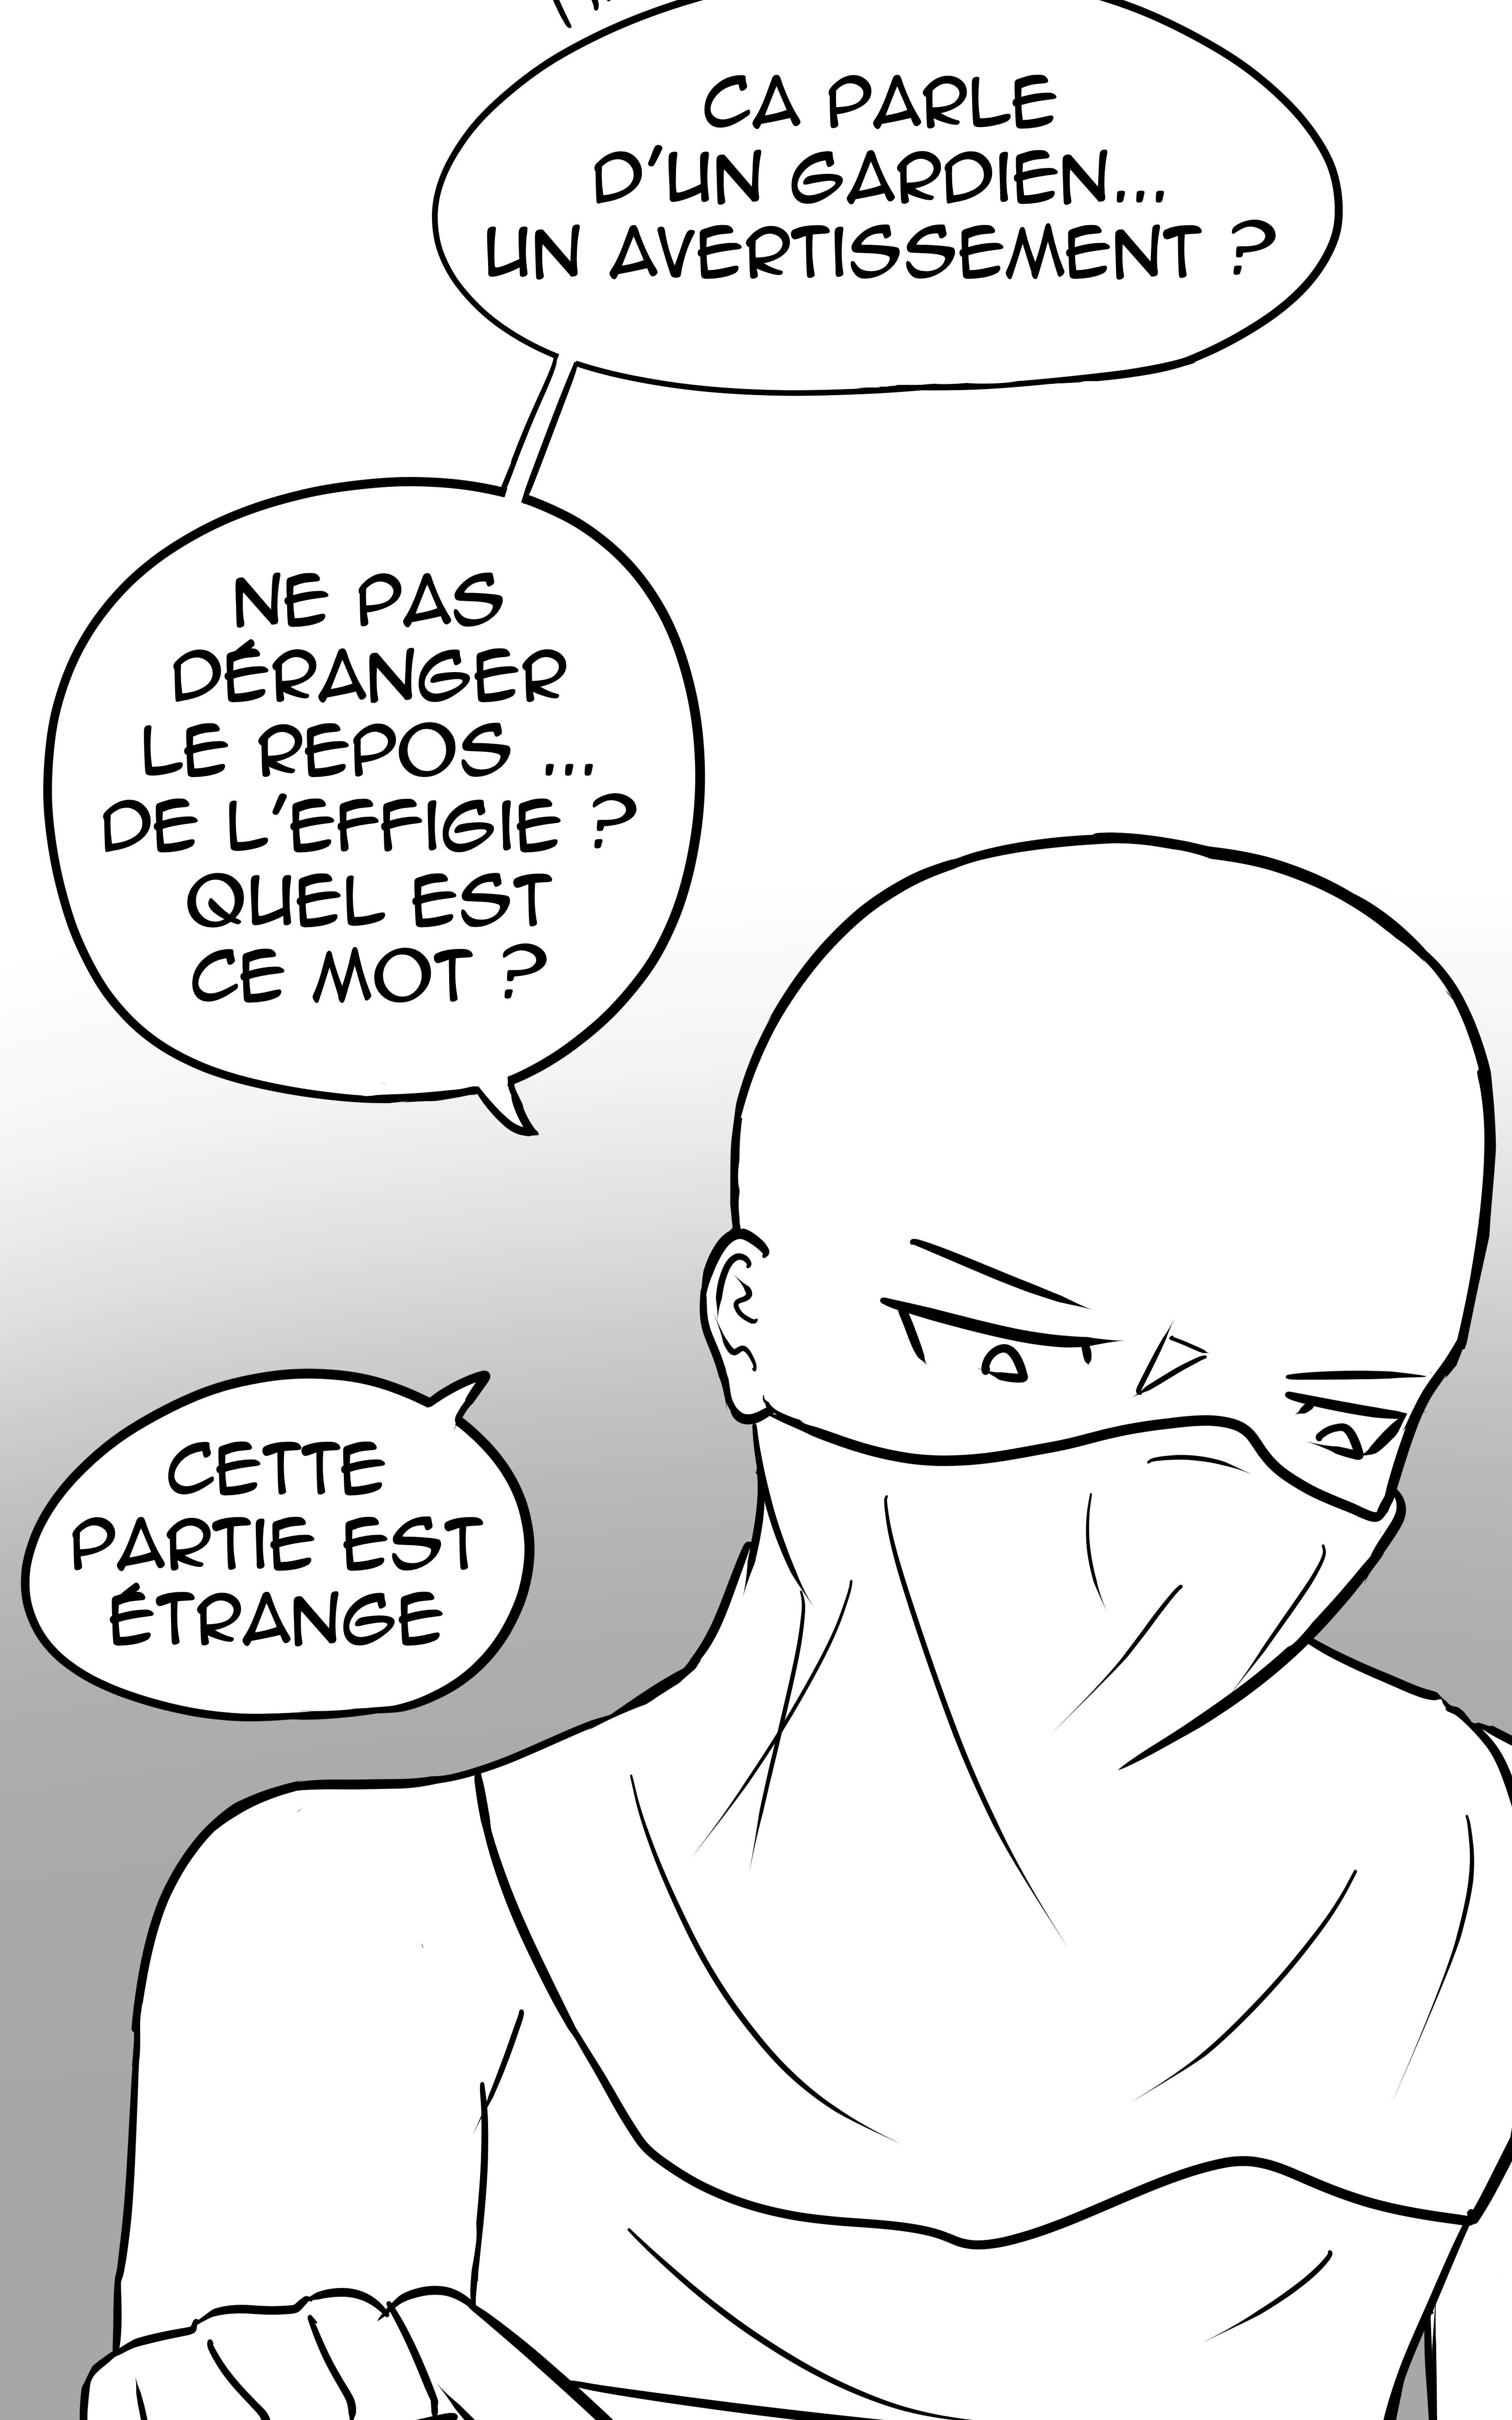 CA PARLE
D'UN GARDIEN...
UN AVERTISSEMENT ?
NE PAS
DÉRANGER
LE REPOS ...
DE L'EFFIGIE ?
QUEL EST
CE MOT ?
CETTE
PARTIE EST
ÉTRANGE